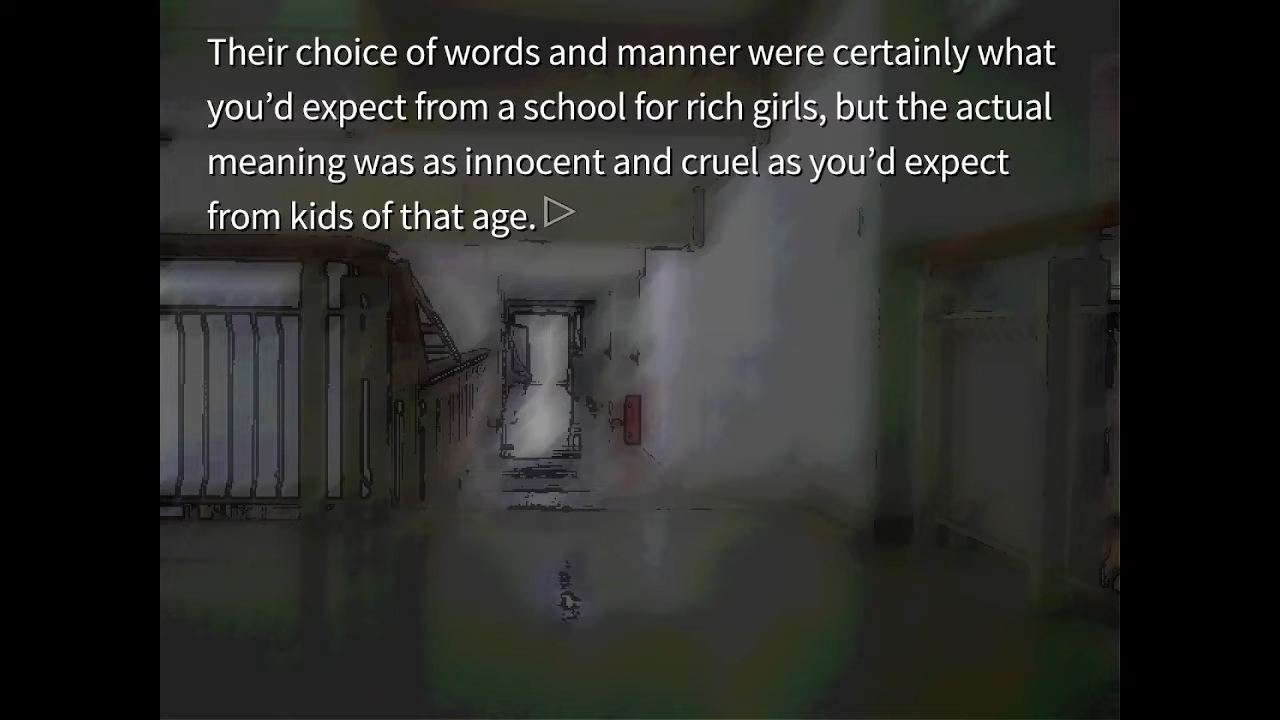 Their choice of words and manner were certainly what
you’d expect from a school for rich girls, but the actual
meaning was as innocent and cruel as you’d expect
from kids of that age.